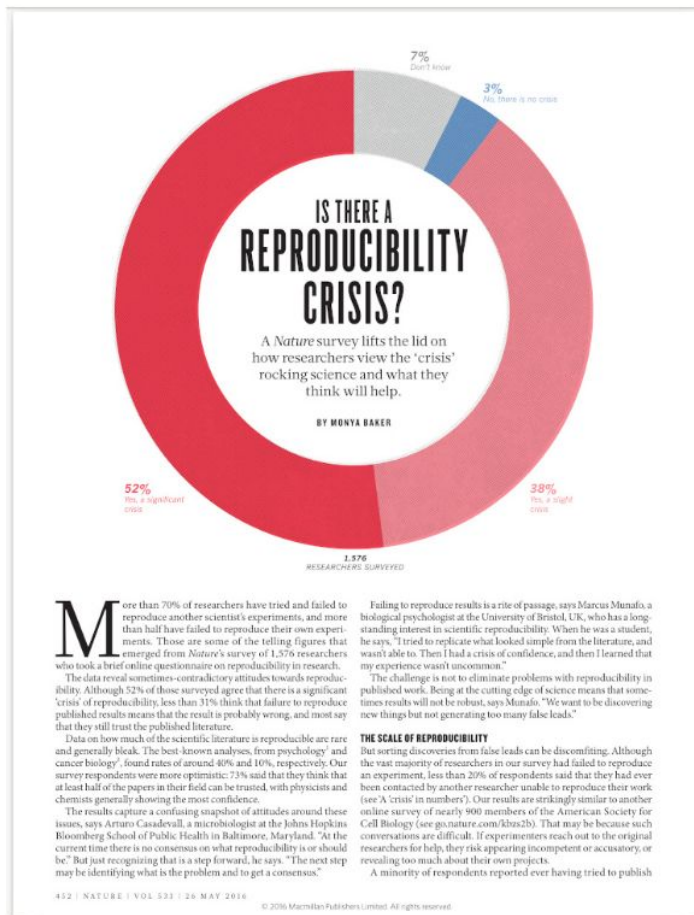 7%
Don't know
3%
No, there is no crisis
IS THERE A
REPRODUCIBILITY
CRISIS?
A Nature survey lifts the lid on
how researchers view the ‘crisis’
rocking science and what they
think will help.
BY MONYA BAKER
52%
Yes, a significant
crisis
38%
Yes, a slight
crisis
1,576
RESEARCHERS SURVEYED
More than 70% of researchers have tried and failed to
reproduce another scientist's experiments, and more
than half have failed to reproduce their own experi-
ments. Those are some of the telling figures that
emerged from Nature's survey of 1,576 researchers
who took a brief online questionnaire on reproducibility in research.
The data reveal sometimes-contradictory attitudes towards reproduc-
ibility. Although 52% of those surveyed agree that there is a significant
'crisis' of reproducibility, less than 31% think that failure to reproduce
published results means that the result is probably wrong, and most say
that they still trust the published literature.
Data on how much of the scientific literature is reproducible are rare
and generally bleak. The best-known analyses, from psychology¹ and
cancer biology², found rates of around 40% and 10%, respectively. Our
survey respondents were more optimistic: 73% said that they think that
at least half of the papers in their field can be trusted, with physicists and
chemists generally showing the most confidence.
The results capture a confusing snapshot of attitudes around these
issues, says Arturo Casadevall, a microbiologist at the Johns Hopkins
Bloomberg School of Public Health in Baltimore, Maryland. “At the
current time there is no consensus on what reproducibility is or should
be.” But just recognizing that is a step forward, he says. “The next step
may be identifying what is the problem and to get a consensus.”
Failing to reproduce results is a rite of passage, says Marcus Munafo, a
biological psychologist at the University of Bristol, UK, who has a long-
standing interest in scientific reproducibility. When he was a student,
he says, “I tried to replicate what looked simple from the literature, and
wasn't able to. Then I had a crisis of confidence, and then I learned that
my experience wasn't uncommon.”
The challenge is not to eliminate problems with reproducibility in
published work. Being at the cutting edge of science means that some-
times results will not be robust, says Munafo. “We want to be discovering
new things but not generating too many false leads.”
THE SCALE OF REPRODUCIBILITY
But sorting discoveries from false leads can be discomfiting. Although
the vast majority of researchers in our survey had failed to reproduce
an experiment, less than 20% of respondents said that they had ever
been contacted by another researcher unable to reproduce their work
(see ‘A ‘crisis’ in numbers’). Our results are strikingly similar to another
online survey of nearly 900 members of the American Society for
Cell Biology (see go.nature.com/kbzs2b). That may be because such
conversations are difficult. If experimenters reach out to the original
researchers for help, they risk appearing incompetent or accusatory, or
revealing too much about their own projects.
A minority of respondents reported ever having tried to publish
452 | NATURE | VOL 533 | 26 MAY 2016
© 2016 Macmillan Publishers Limited. All rights reserved.